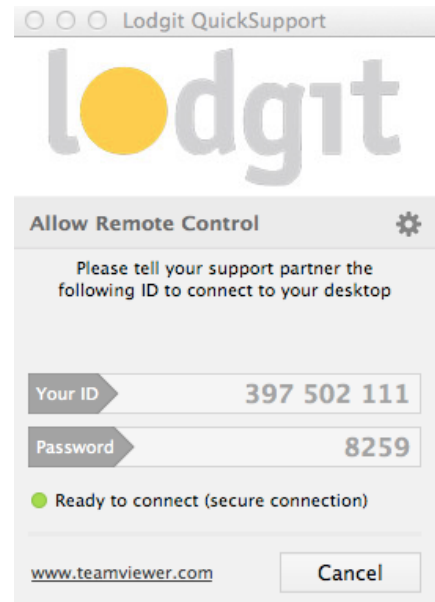 Lodgit QuickSupport
lodgit
Allow Remote Control
Please tell your support partner the
following ID to connect to your desktop
Your ID 397 502 111
Password 8259
Ready to connect (secure connection)
www.teamviewer.com Cancel